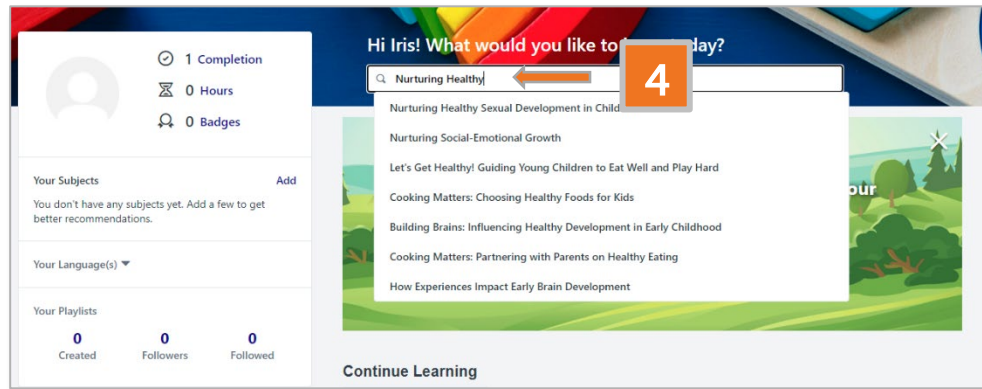 1 Completion
0 Hours
0 Badges
Your Subjects Add
You don't have any subjects yet. Add a few to get
better recommendations.
Your Language(s)
Your Playlists
0 0 0
Created Followers Followed
Hi Iris! What would you like to day?
Nurturing Healthy
4
Nurturing Healthy Sexual Development in
Nurturing Social-Emotional Growth
Let's Get Healthy! Guiding Young Children to Eat Well and Play Hard
Cooking Matters: Choosing Healthy Foods for Kids
Building Brains: Influencing Healthy Development in Early Childhood
Cooking Matters: Partnering with Parents on Healthy Eating
How Experiences Impact Early Brain Development
our
Continue Learning